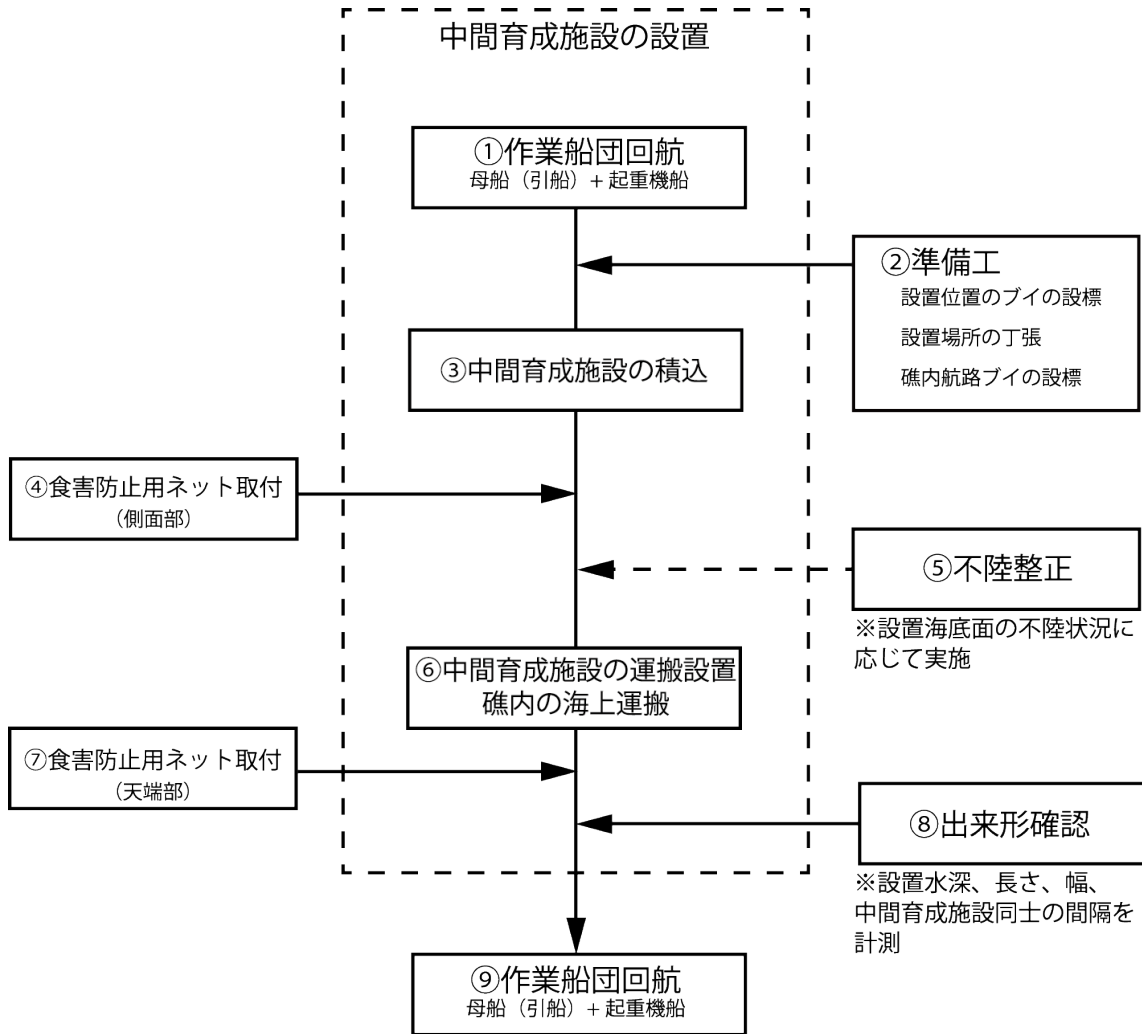 中間育成施設の設置
①作業船団回航
母船（引船）+ 起重機船
②準備工
設置位置のブイの設標
設置場所の丁張
礁内航路ブイの設標
③中間育成施設の積込
④食害防止用ネット取付
（側面部）
⑤不陸整正
※設置海底面の不陸状況に
応じて実施
⑥中間育成施設の運搬設置
礁内の海上運搬
⑦食害防止用ネット取付
（天端部）
⑧出来形確認
※設置水深、長さ、幅、
中間育成施設同士の間隔を
計測
⑨作業船団回航
母船（引船）+ 起重機船